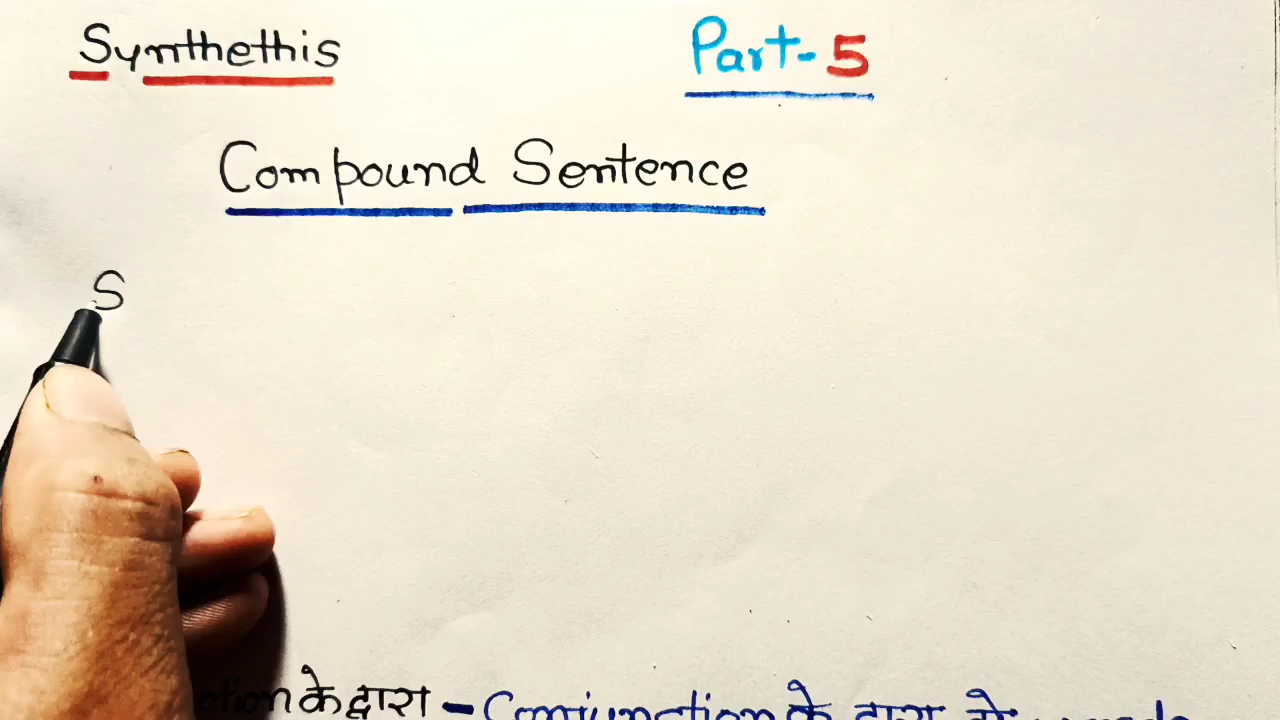 Synthethis Part-5
Compound Sentence
S
के द्वारा - Conjunction के द्वारा